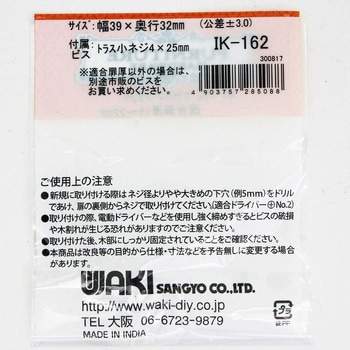 サイズ:幅39×奥行32mm (公差±3.0)
付属ビス:トラス小ネジ4×25mm IK-162
300817
※適合扉厚以外の場合は、
別途市販のビスを
お買い求めください。
4 903757 285088
ご使用上の注意
●新規に取り付ける際はネジ径よりやや大きめの下穴(例5mm)をドリル
であけ、扉の裏側からネジで取付けてください。(適合ドライバー⊕No.2)
●取り付けの際、電動ドライバーなどを使用し強く締めすぎるとビスの破損
や木割れが生じる恐れがありますのでご注意ください。
●取り付けた後、木部にしっかり固定されていることをご確認ください。
●本商品は改良等の目的から仕様・寸法などを予告無しに変更する場合
がございます。
WAKI SANGYO CO.,LTD.
http://www.waki-diy.co.jp
TEL 大阪 06-6723-9879
MADE IN INDIA
プラ